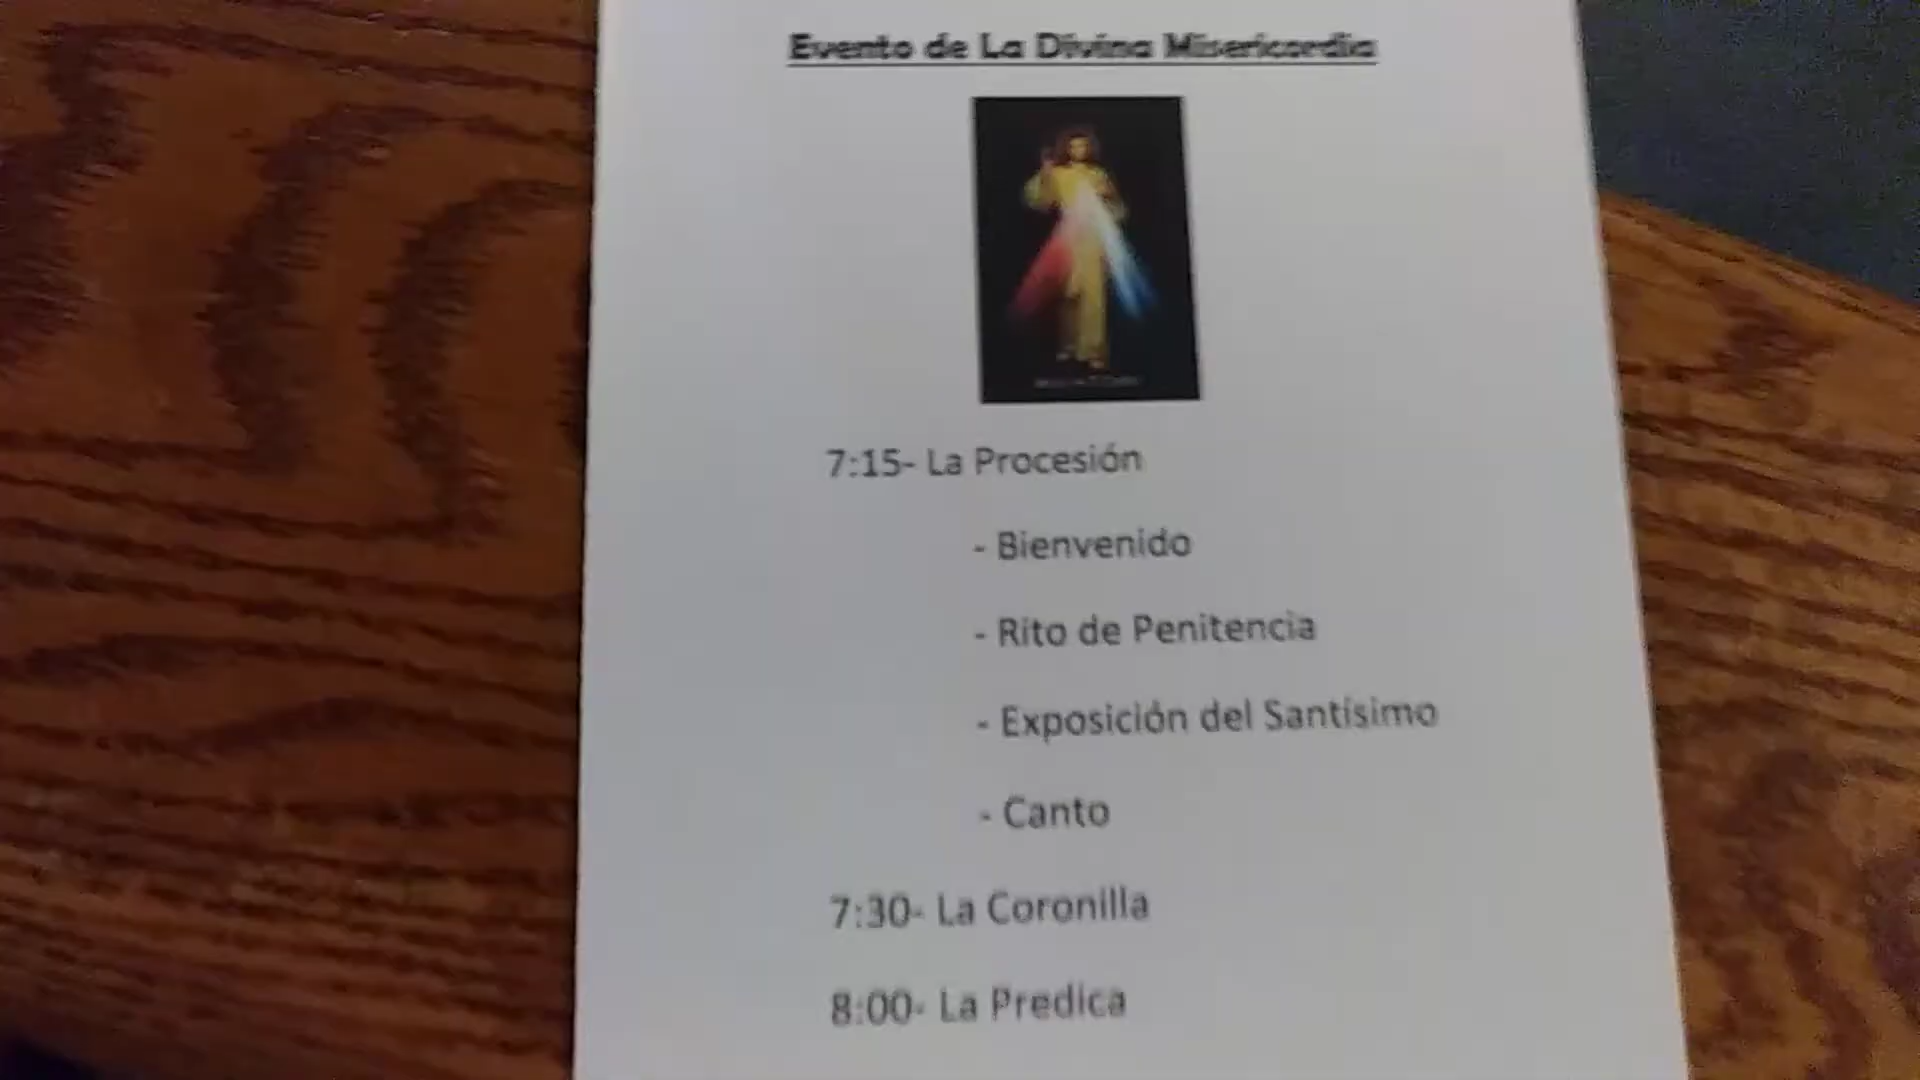 Evento de La Divina Misericordia
7:15- La Procesión
- Bienvenido
- Rito de Penitencia
- Exposición del Santísimo
- Canto
7:30- La Coronilla
8:00- La Predica